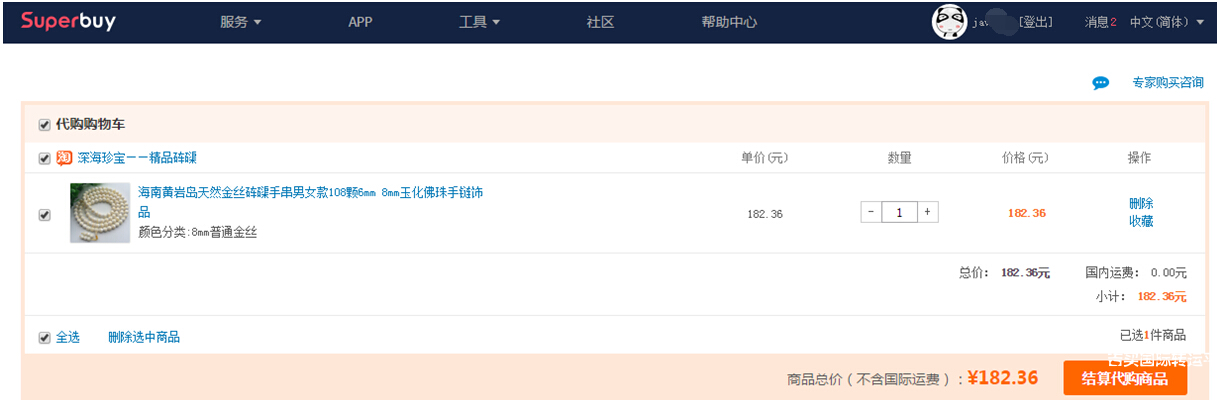 Superbuy 服务 APP 工具 社区 帮助中心 jav [登出] 消息2 中文(简体)
专家购买咨询
代购购物车
淘 深海珍宝一一精品砗磲 单价(元) 数量 价格(元) 操作
海南黄岩岛天然金丝砗磲手串男女款108颗6mm 8mm玉化佛珠手链饰
品
颜色分类:8mm普通金丝
182.36 - 1 + 182.36 删除
收藏
总价: 182.36元 国内运费: 0.00元
小计: 182.36元
全选 删除选中商品 已选1件商品
商品总价(不含国际运费):¥182.36 结算代购商品